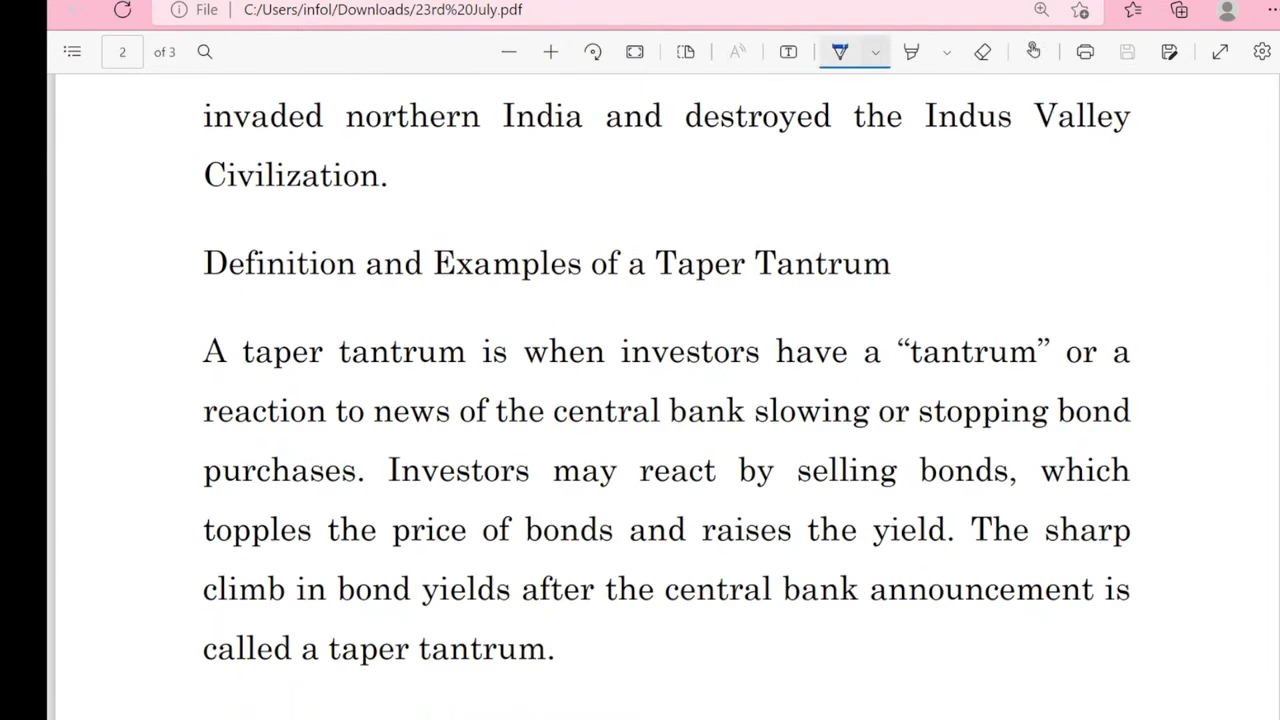 File C:/Users/infol/Downloads/23rd%20July.pdf
2 of 3
invaded northern India and destroyed the Indus Valley
Civilization.
Definition and Examples of a Taper Tantrum
A taper tantrum is when investors have a “tantrum” or a
reaction to news of the central bank slowing or stopping bond
purchases. Investors may react by selling bonds, which
topples the price of bonds and raises the yield. The sharp
climb in bond yields after the central bank announcement is
called a taper tantrum.